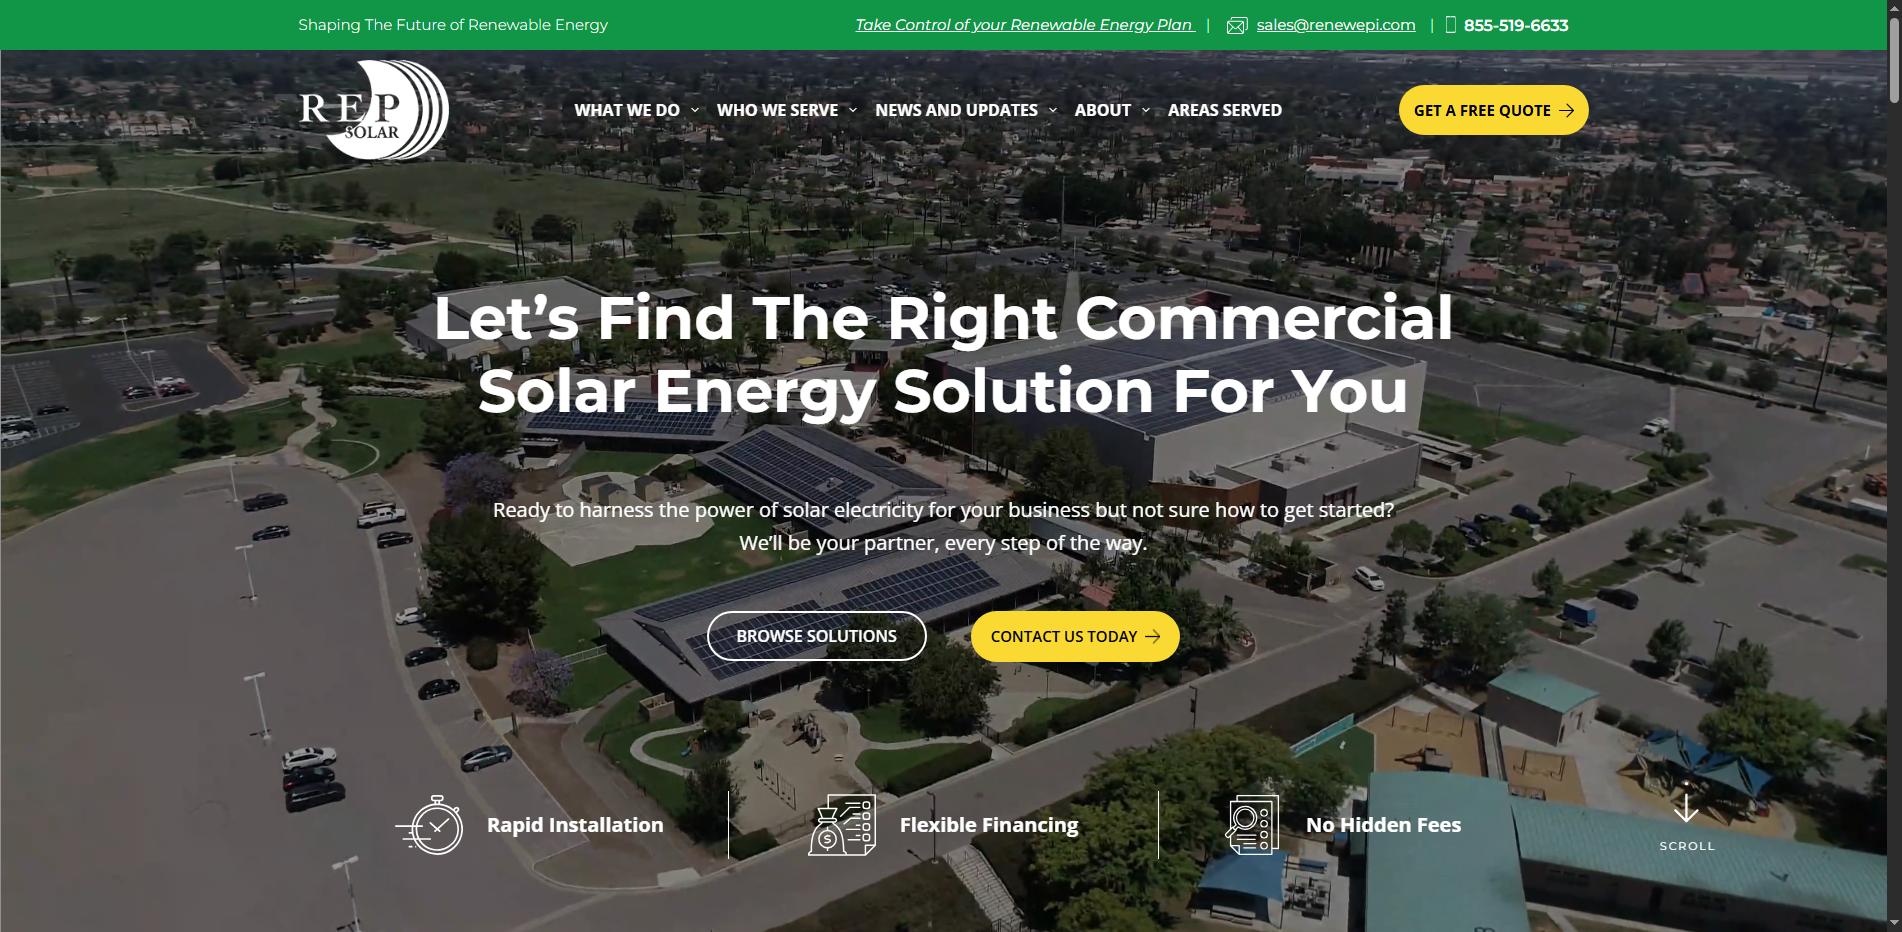 Shaping The Future of Renewable Energy
Take Control of your Renewable Energy Plan | sales@renewepi.com | 855-519-6633
REP
SOLAR
WHAT WE DO WHO WE SERVE NEWS AND UPDATES ABOUT AREAS SERVED
GET A FREE QUOTE
Let’s Find The Right Commercial
Solar Energy Solution For You
Ready to harness the power of solar electricity for your business but not sure how to get started?
We’ll be your partner, every step of the way.
BROWSE SOLUTIONS
CONTACT US TODAY
Rapid Installation
Flexible Financing
No Hidden Fees
SCROLL